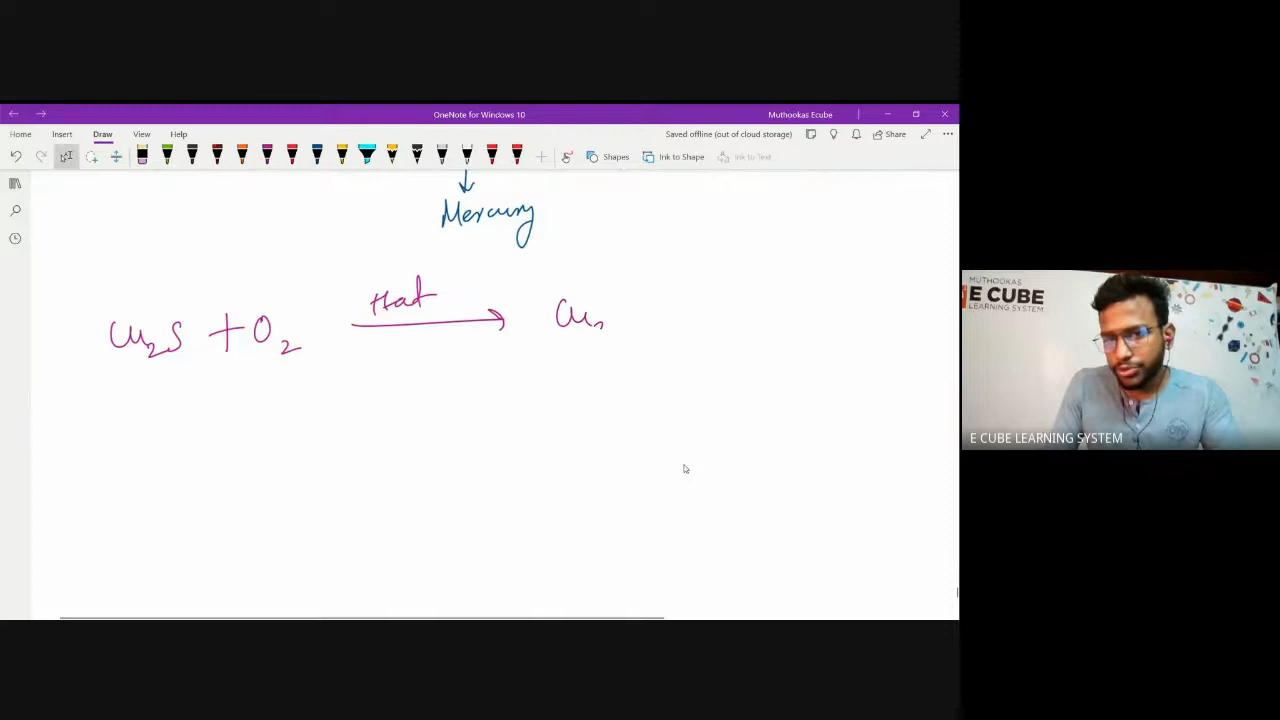 OneNote for Windows 10
Muthookas Ecube
Home Insert Draw View Help
Saved offline (out of cloud storage)
Share
Shapes
Ink to Shape
Ink to Text
Mercury
Cu2S + O2
Heat
Cu2
MUTHOOKAS
E CUBE
LEARNING SYSTEM
E CUBE LEARNING SYSTEM